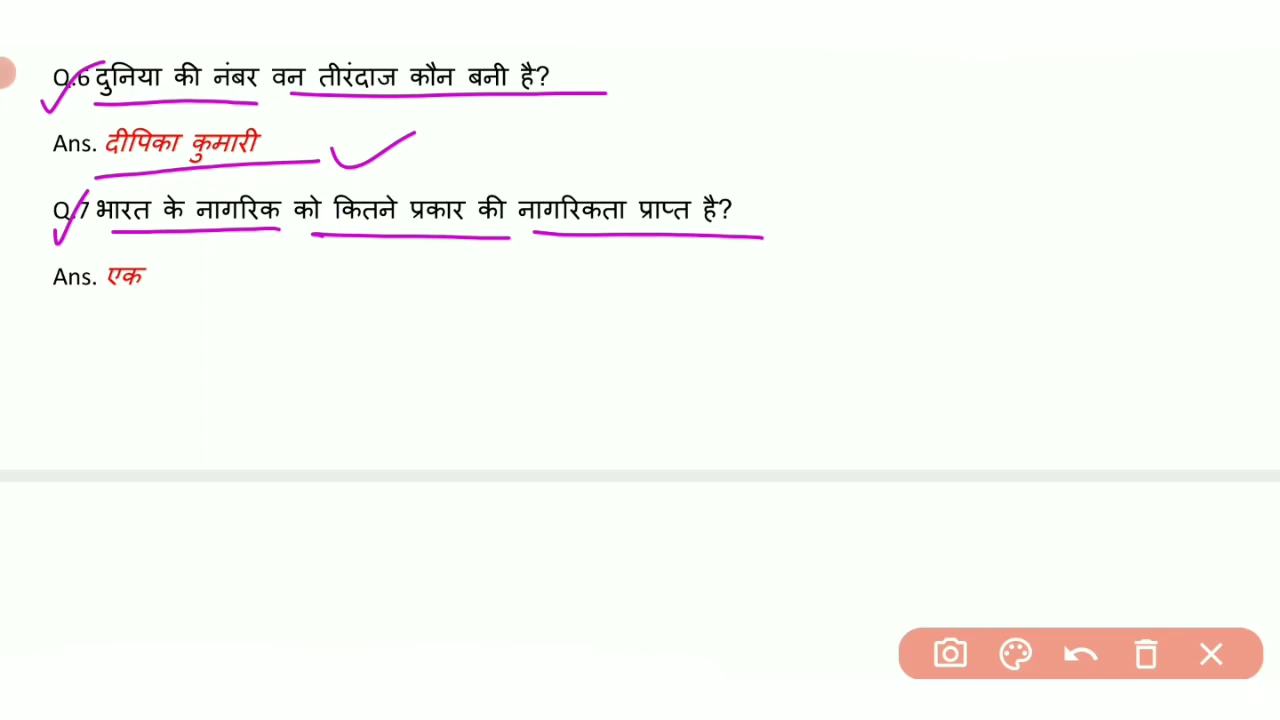 Q.6 दुनिया की नंबर वन तीरंदाज कौन बनी है?
Ans. दीपिका कुमारी
Q.7 भारत के नागरिक को कितने प्रकार की नागरिकता प्राप्त है?
Ans. एक